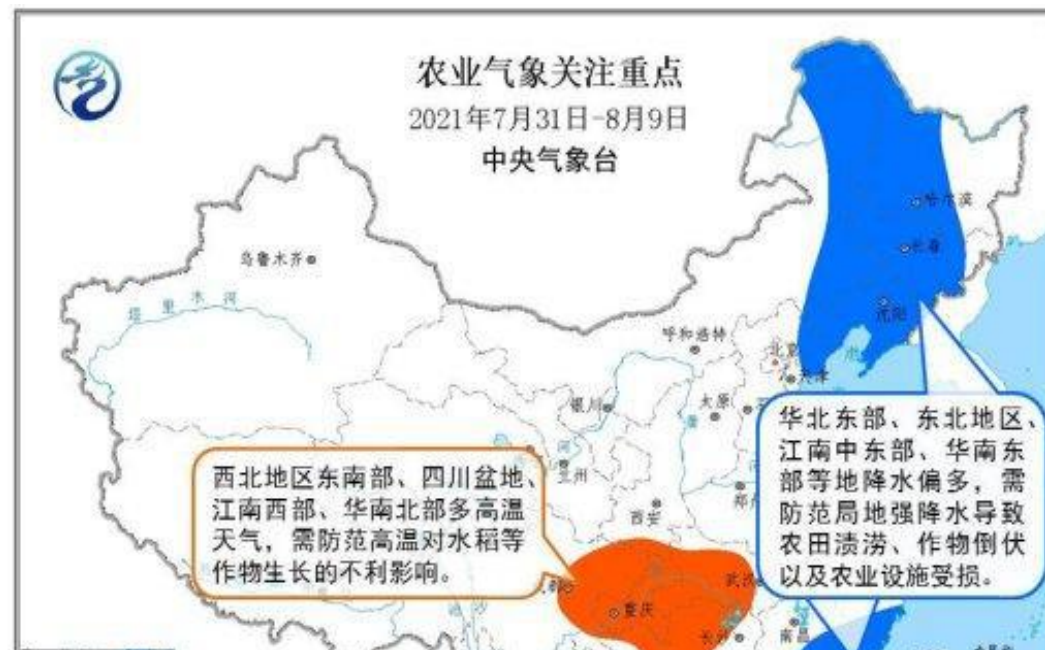 农业气象关注重点
2021年7月31日-8月9日
中央气象台
哈尔滨
长春
乌鲁木齐
塔里木河
沈阳
呼和浩特
北京
天津
渤
银川
太原
华北东部、东北地区、
江南中东部、华南东
部等地降水偏多，需
防范局地强降水导致
农田渍涝、作物倒伏
以及农业设施受损。
西北地区东南部、四川盆地、
江南西部、华南北部多高温
天气，需防范高温对水稻等
作物生长的不利影响。
河
兰州
西安
郑
武汉
重庆
长沙
南昌